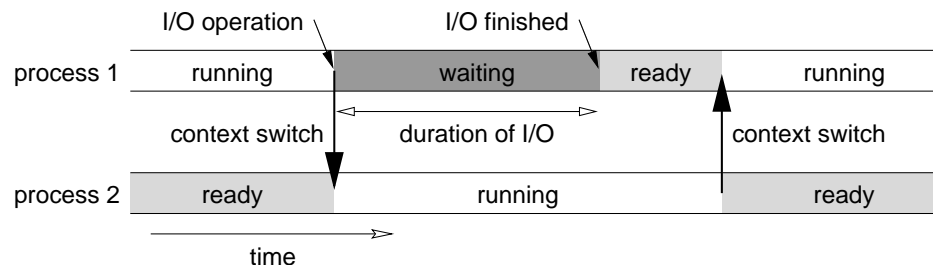 I/O operation I/O finished
process 1 running waiting ready running
context switch duration of I/O context switch
process 2 ready running ready
time